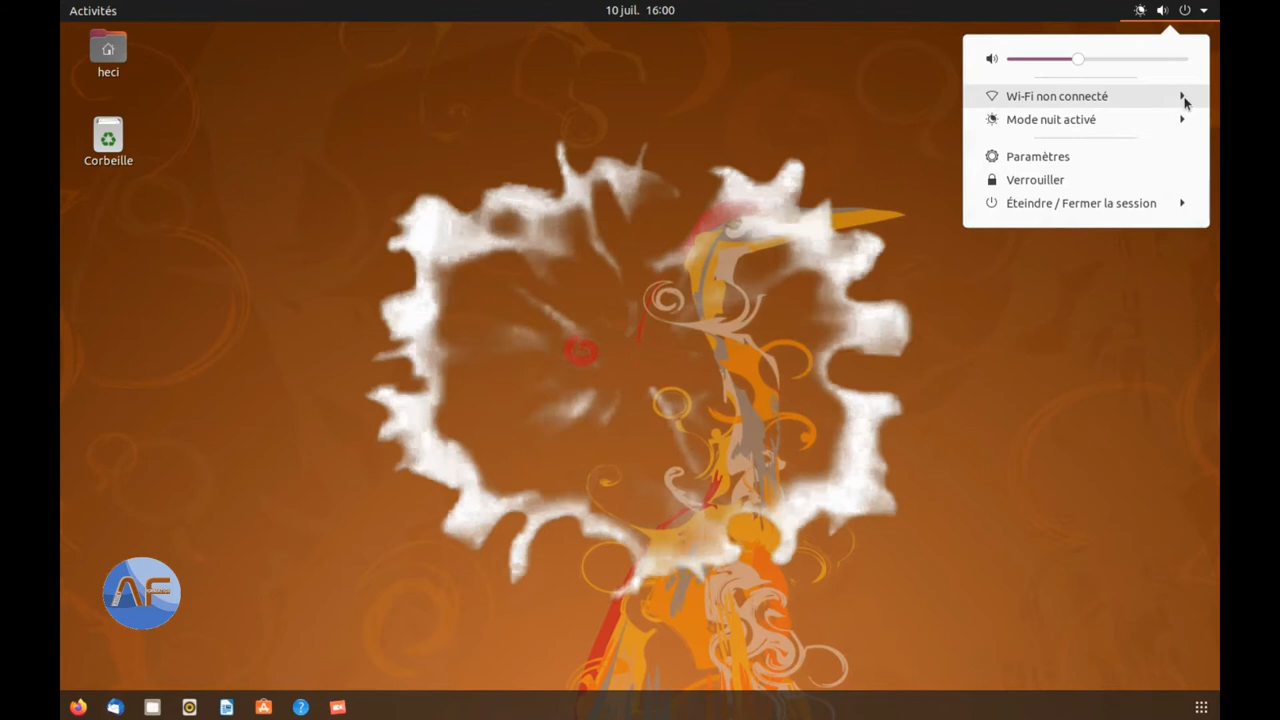 Activités
10 juil. 16:00
heci
Corbeille
Wi-Fi non connecté
Mode nuit activé
Paramètres
Verrouiller
Éteindre / Fermer la session
AF